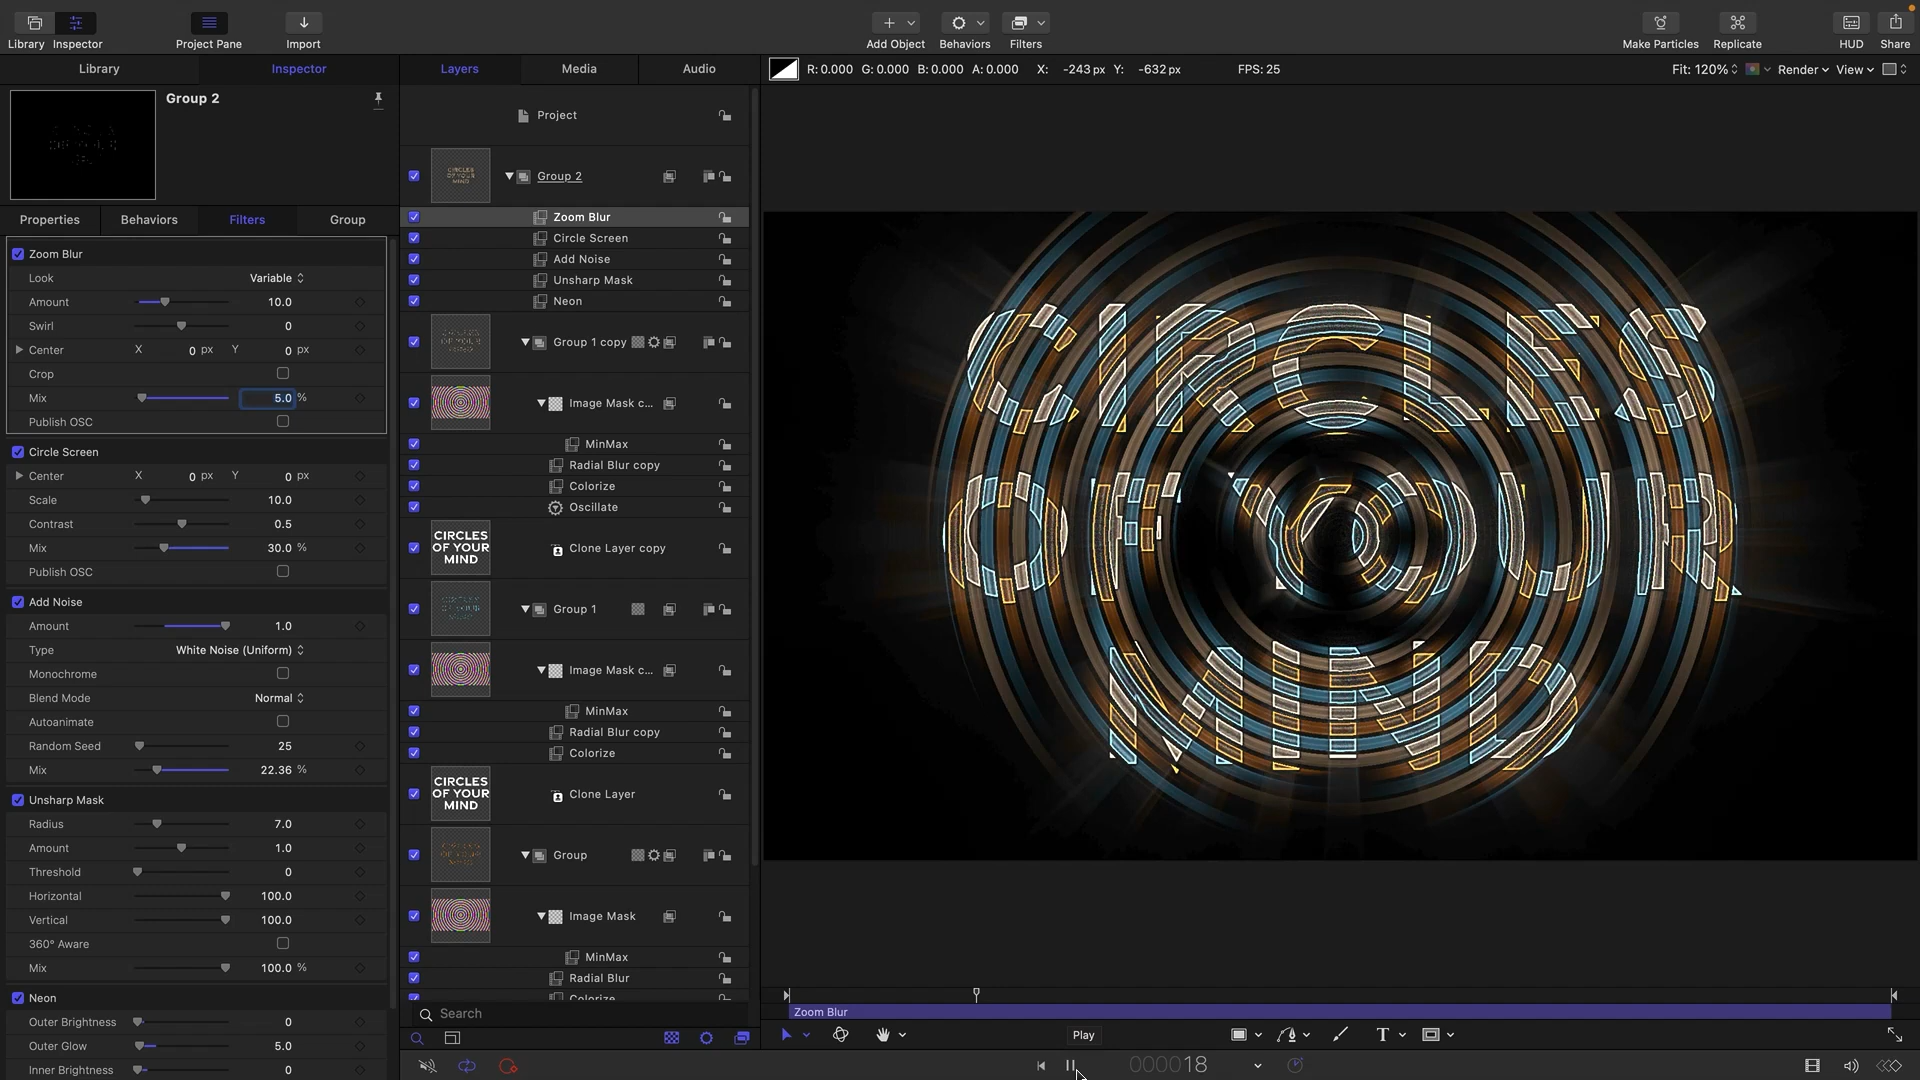 Library
Inspector
Project Pane
Import
Add Object
Behaviors
Filters
Make Particles
Replicate
HUD
Share
Library
Inspector
Layers
Media
Audio
R: 0.000 G: 0.000 B: 0.000 A: 0.000 X: -243 px Y: -632 px FPS: 25
Fit: 120%
Render
View
Group 2
Properties
Behaviors
Filters
Group
Zoom Blur
Look Variable
Amount 10.0
Swirl 0
Center X 0 px Y 0 px
Crop
Mix 5.0 %
Publish OSC
Circle Screen
Center X 0 px Y 0 px
Scale 10.0
Contrast 0.5
Mix 30.0 %
Publish OSC
Add Noise
Amount 1.0
Type White Noise (Uniform)
Monochrome
Blend Mode Normal
Autoanimate
Random Seed 25
Mix 22.36 %
Unsharp Mask
Radius 7.0
Amount 1.0
Threshold 0
Horizontal 100.0
Vertical 100.0
360° Aware
Mix 100.0 %
Neon
Outer Brightness 0
Outer Glow 5.0
Inner Brightness 0
Project
CIRCLES
OF YOUR
MIND
Group 2
Zoom Blur
Circle Screen
Add Noise
Unsharp Mask
Neon
Group 1 copy
Image Mask c...
MinMax
Radial Blur copy
Colorize
Oscillate
CIRCLES
OF YOUR
MIND
Clone Layer copy
Group 1
Image Mask c...
MinMax
Radial Blur copy
Colorize
CIRCLES
OF YOUR
MIND
Clone Layer
Group
Image Mask
MinMax
Radial Blur
Colorize
Search
CIRCLES
OF YOUR
MIND
Zoom Blur
Play
000018